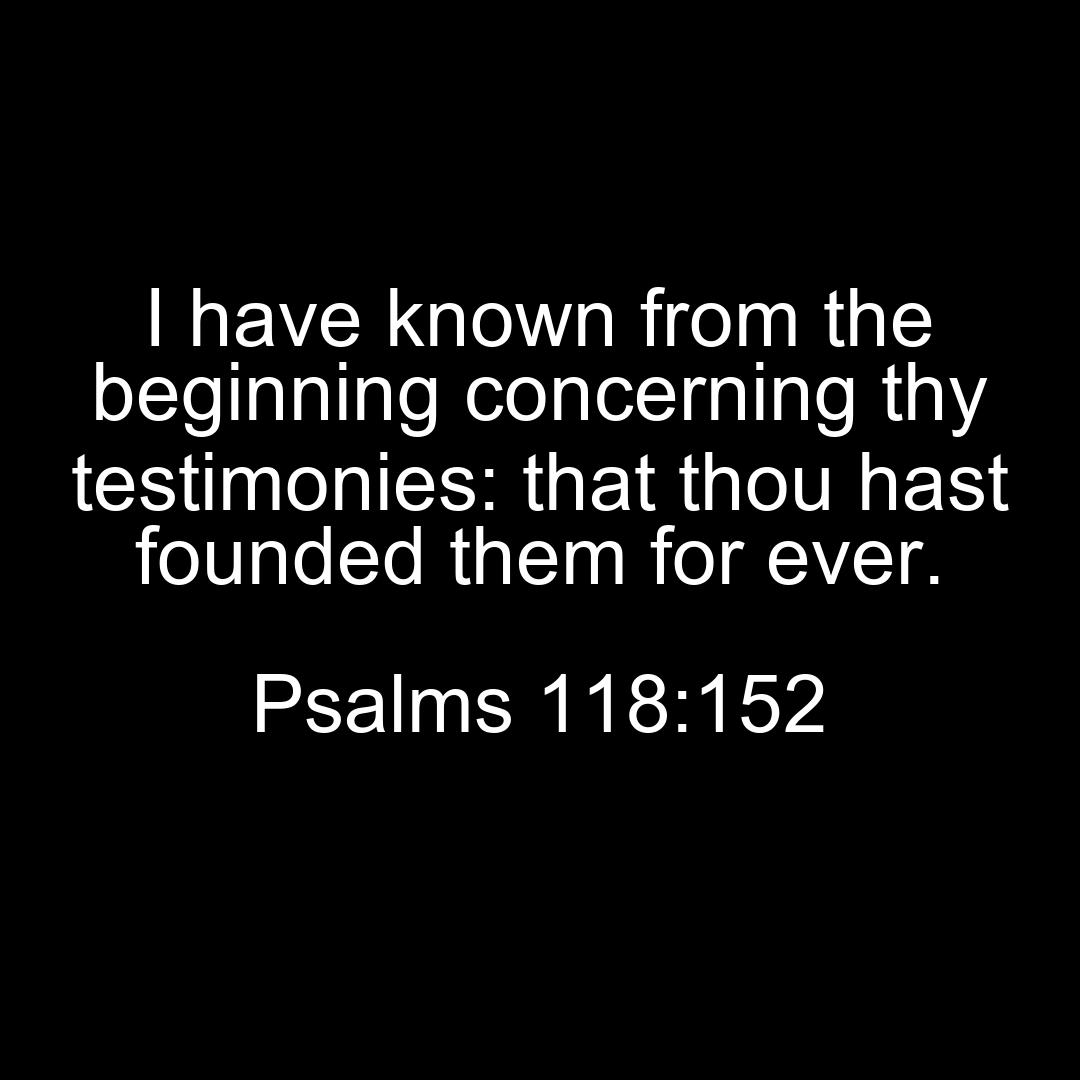 I have known from the
beginning concerning thy
testimonies: that thou hast
founded them for ever.
Psalms 118:152